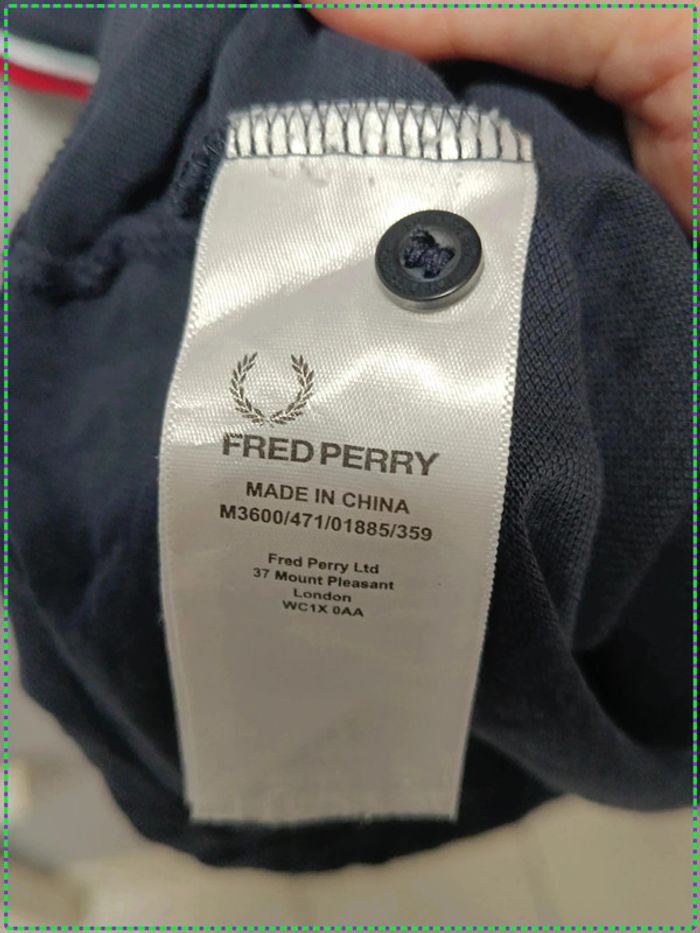 FRED PERRY
MADE IN CHINA
M3600/471/01885/359
Fred Perry Ltd
37 Mount Pleasant
London
WC1X 0AA